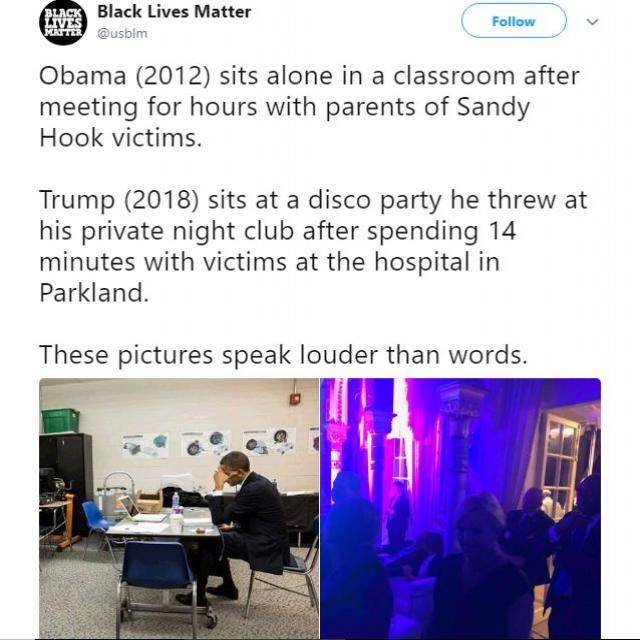 BLACK
LIVES
MATTER
Black Lives Matter
@usblm
Follow
Obama (2012) sits alone in a classroom after
meeting for hours with parents of Sandy
Hook victims.
Trump (2018) sits at a disco party he threw at
his private night club after spending 14
minutes with victims at the hospital in
Parkland.
These pictures speak louder than words.